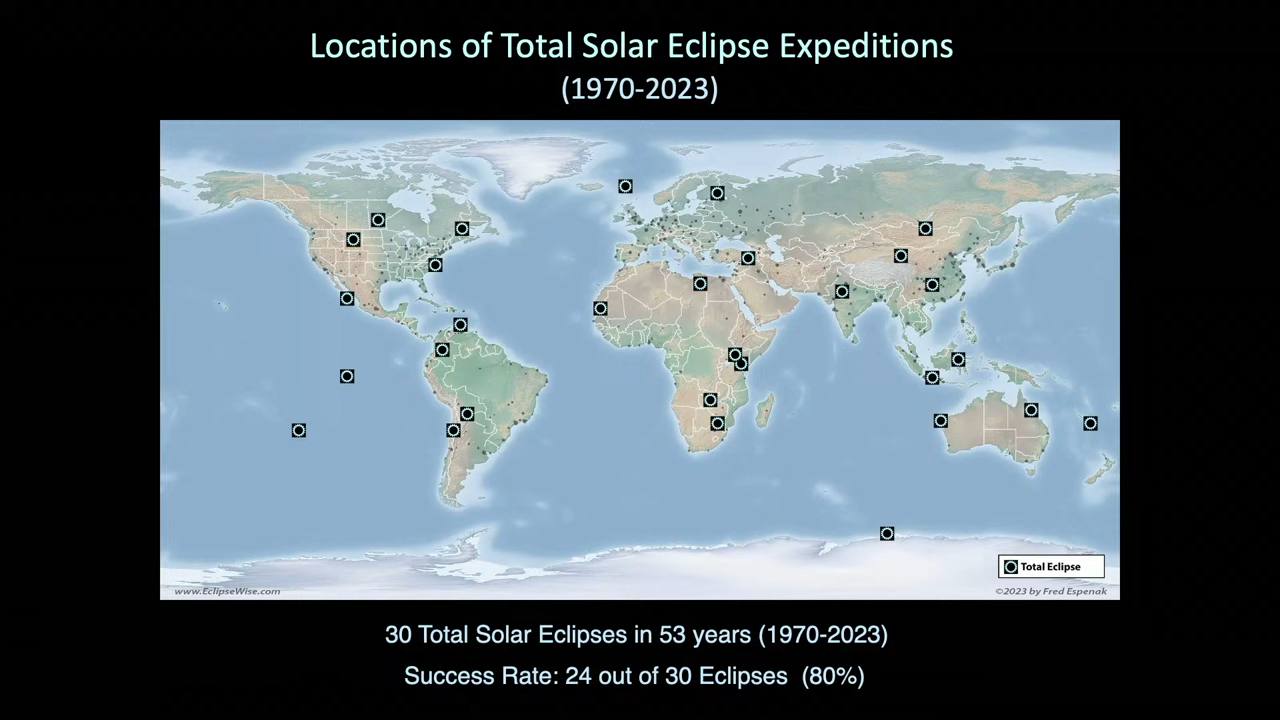 Locations of Total Solar Eclipse Expeditions
(1970-2023)
Total Eclipse
www.EclipseWise.com
©2023 by Fred Espenak
30 Total Solar Eclipses in 53 years (1970-2023)
Success Rate: 24 out of 30 Eclipses (80%)